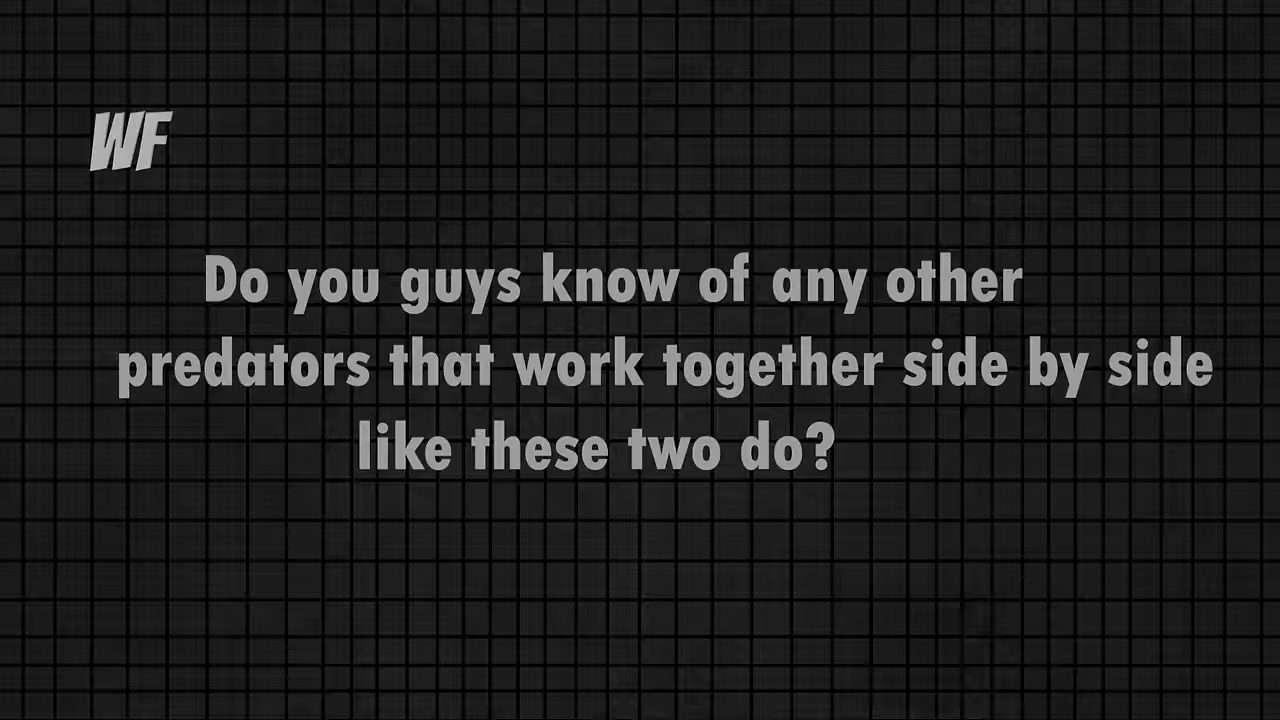 WF
Do you guys know of any other
predators that work together side by side
like these two do?